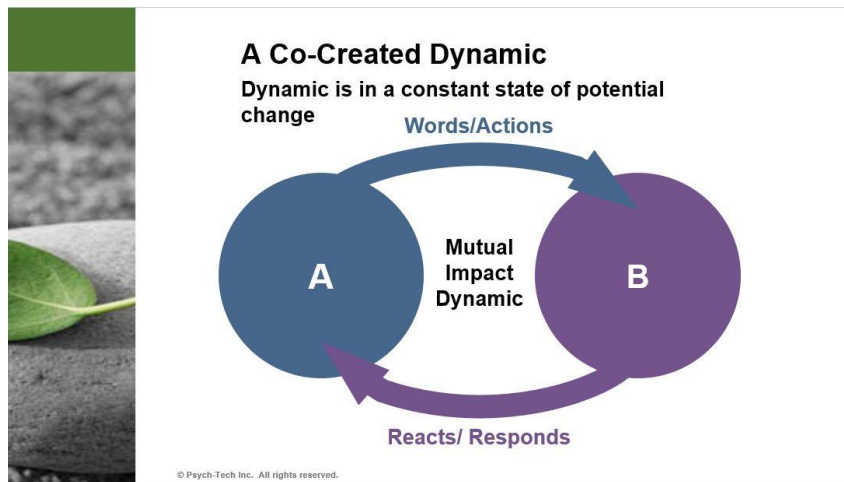 A Co-Created Dynamic
Dynamic is in a constant state of potential
change
Words/Actions
A
Mutual
Impact
Dynamic
B
Reacts/ Responds
© Psych-Tech Inc. All rights reserved.